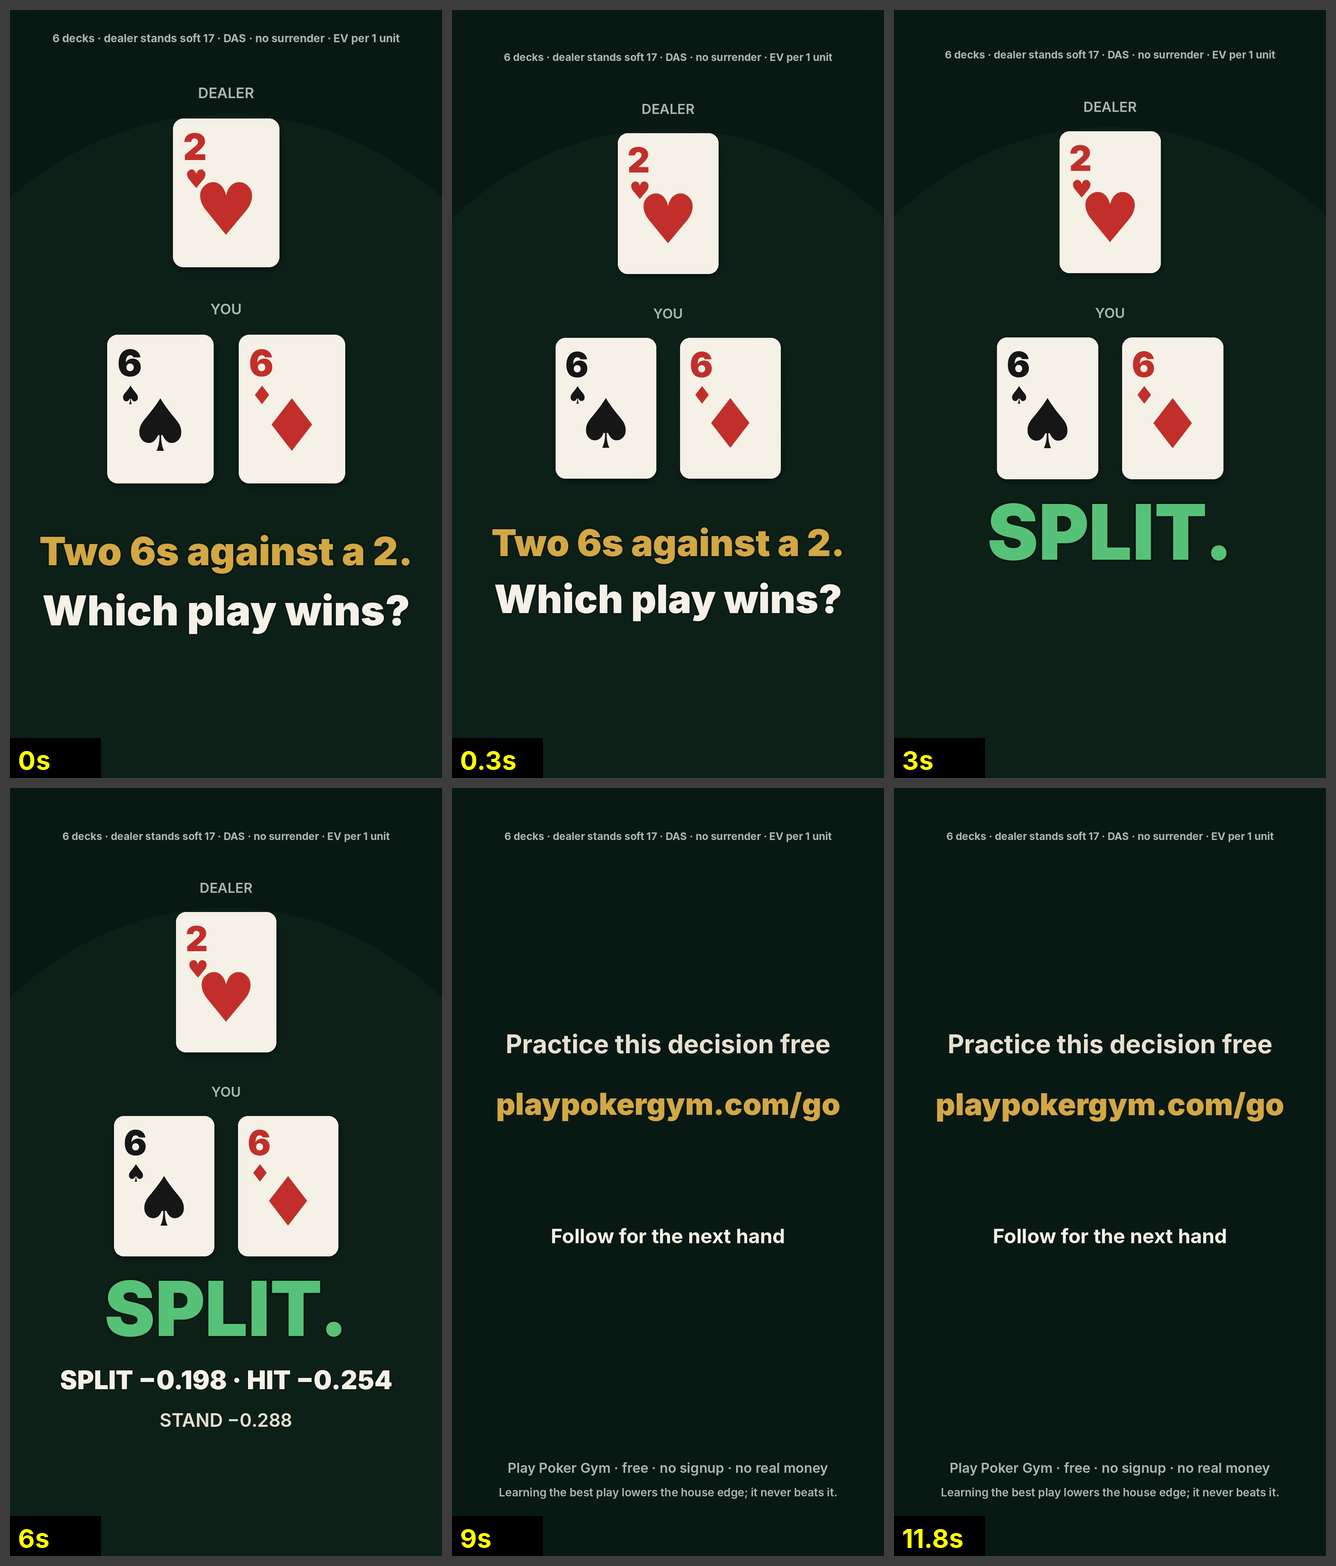 6 decks · dealer stands soft 17 · DAS · no surrender · EV per 1 unit
DEALER
2
YOU
6 6
Two 6s against a 2.
Which play wins?
0s
6 decks · dealer stands soft 17 · DAS · no surrender · EV per 1 unit
DEALER
2
YOU
6 6
Two 6s against a 2.
Which play wins?
0.3s
6 decks · dealer stands soft 17 · DAS · no surrender · EV per 1 unit
DEALER
2
YOU
6 6
SPLIT.
3s
6 decks · dealer stands soft 17 · DAS · no surrender · EV per 1 unit
DEALER
2
YOU
6 6
SPLIT.
SPLIT −0.198 · HIT −0.254
STAND −0.288
6s
6 decks · dealer stands soft 17 · DAS · no surrender · EV per 1 unit
Practice this decision free
playpokergym.com/go
Follow for the next hand
Play Poker Gym · free · no signup · no real money
Learning the best play lowers the house edge; it never beats it.
9s
6 decks · dealer stands soft 17 · DAS · no surrender · EV per 1 unit
Practice this decision free
playpokergym.com/go
Follow for the next hand
Play Poker Gym · free · no signup · no real money
Learning the best play lowers the house edge; it never beats it.
11.8s